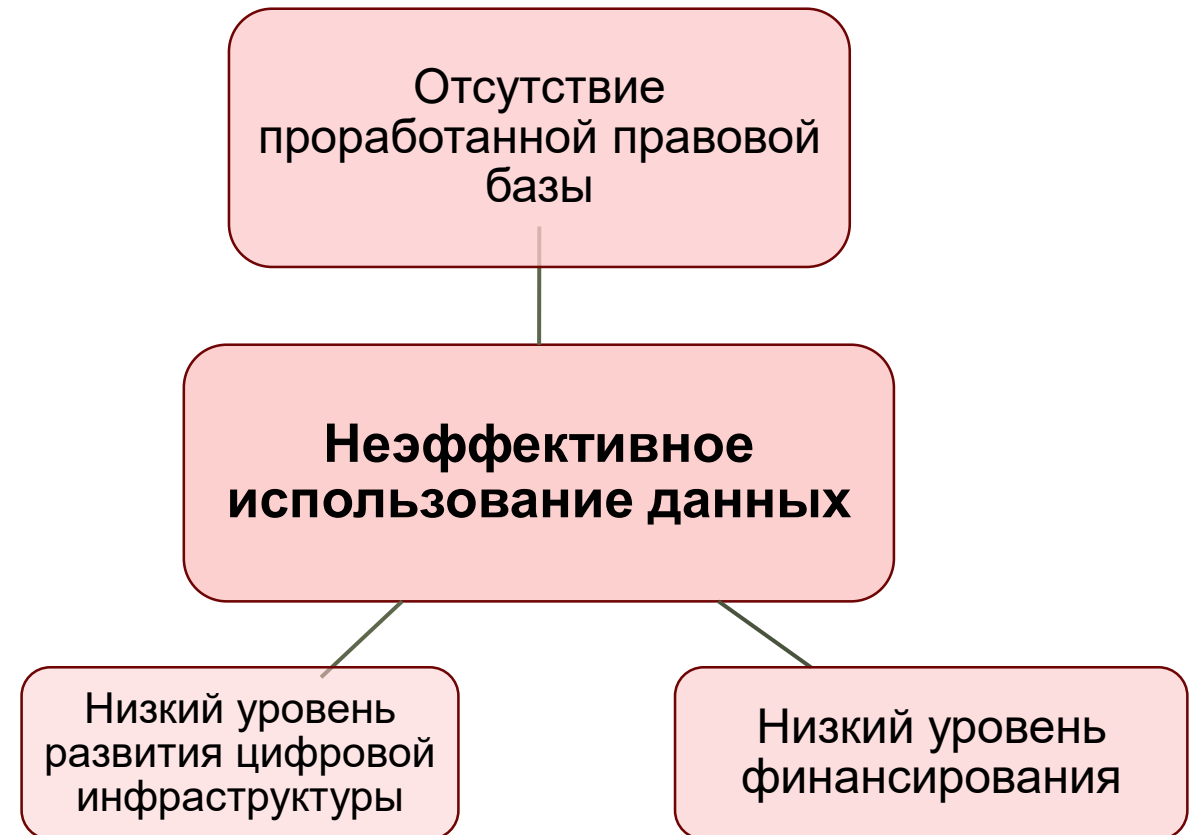 Отсутствие
проработанной правовой
базы
Неэффективное
использование данных
Низкий уровень
развития цифровой
инфраструктуры
Низкий уровень
финансирования